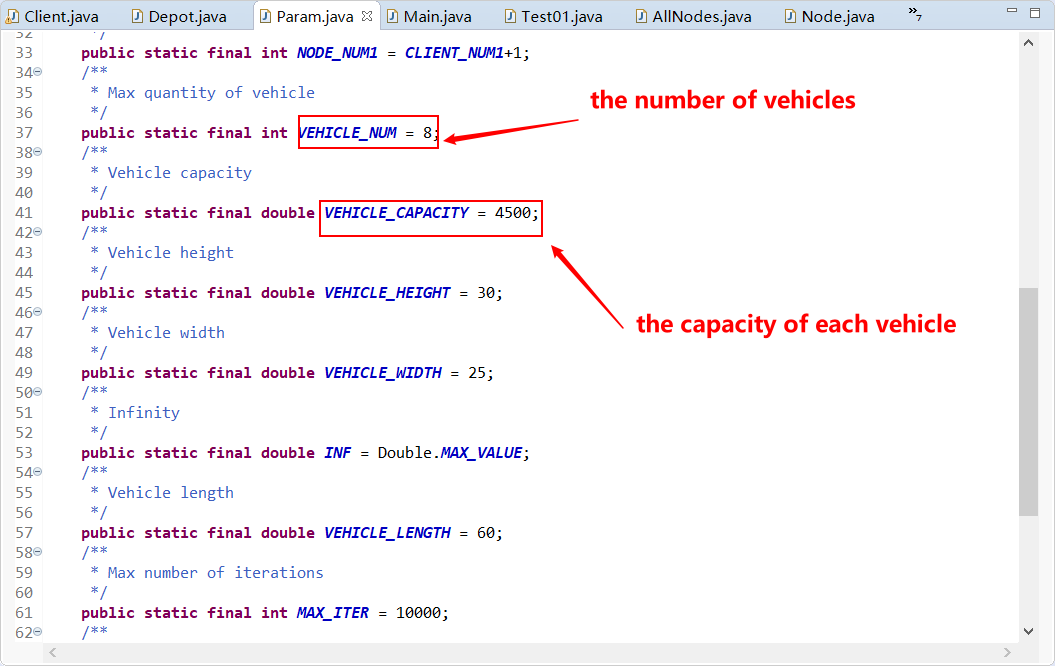 Client.java Depot.java Param.java Main.java Test01.java AllNodes.java Node.java »7
32 */
33 public static final int NODE_NUM1 = CLIENT_NUM1+1;
34 /**
35 * Max quantity of vehicle
36 */
37 public static final int VEHICLE_NUM = 8;
38 /**
39 * Vehicle capacity
40 */
41 public static final double VEHICLE_CAPACITY = 4500;
42 /**
43 * Vehicle height
44 */
45 public static final double VEHICLE_HEIGHT = 30;
46 /**
47 * Vehicle width
48 */
49 public static final double VEHICLE_WIDTH = 25;
50 /**
51 * Infinity
52 */
53 public static final double INF = Double.MAX_VALUE;
54 /**
55 * Vehicle length
56 */
57 public static final double VEHICLE_LENGTH = 60;
58 /**
59 * Max number of iterations
60 */
61 public static final int MAX_ITER = 10000;
62 /**
the number of vehicles
the capacity of each vehicle